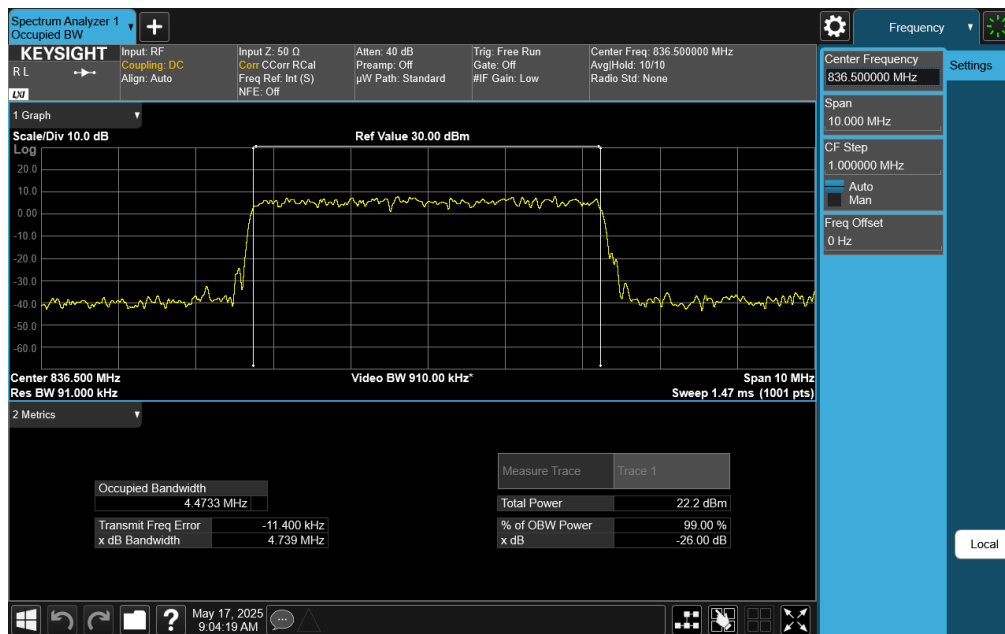 Spectrum Analyzer 1
Occupied BW
Frequency
KEYSIGHT
R L
LXI
Input: RF
Coupling: DC
Align: Auto
Input Z: 50 Ω
Corr CCorr RCal
Freq Ref: Int (S)
NFE: Off
Atten: 40 dB
Preamp: Off
µW Path: Standard
Trig: Free Run
Gate: Off
#IF Gain: Low
Center Freq: 836.500000 MHz
Avg|Hold: 10/10
Radio Std: None
Center Frequency
836.500000 MHz
Settings
Span
10.000 MHz
CF Step
1.000000 MHz
Auto
Man
Freq Offset
0 Hz
1 Graph
Scale/Div 10.0 dB
Ref Value 30.00 dBm
Log
20.0
10.0
0.00
-10.0
-20.0
-30.0
-40.0
-50.0
-60.0
Center 836.500 MHz
Video BW 910.00 kHz*
Span 10 MHz
Res BW 91.000 kHz
Sweep 1.47 ms (1001 pts)
2 Metrics
Measure Trace
Trace 1
Occupied Bandwidth
4.4733 MHz
Total Power
22.2 dBm
Transmit Freq Error
-11.400 kHz
% of OBW Power
99.00 %
x dB Bandwidth
4.739 MHz
x dB
-26.00 dB
Local
?
May 17, 2025
9:04:19 AM